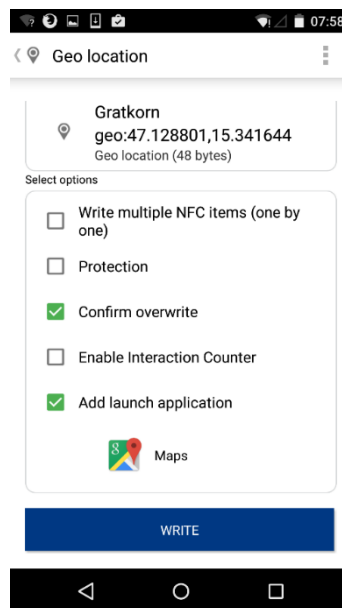 07:58
Geo location
Gratkorn
geo:47.128801,15.341644
Geo location (48 bytes)
Select options
Write multiple NFC items (one by
one)
Protection
Confirm overwrite
Enable Interaction Counter
Add launch application
8
Maps
WRITE